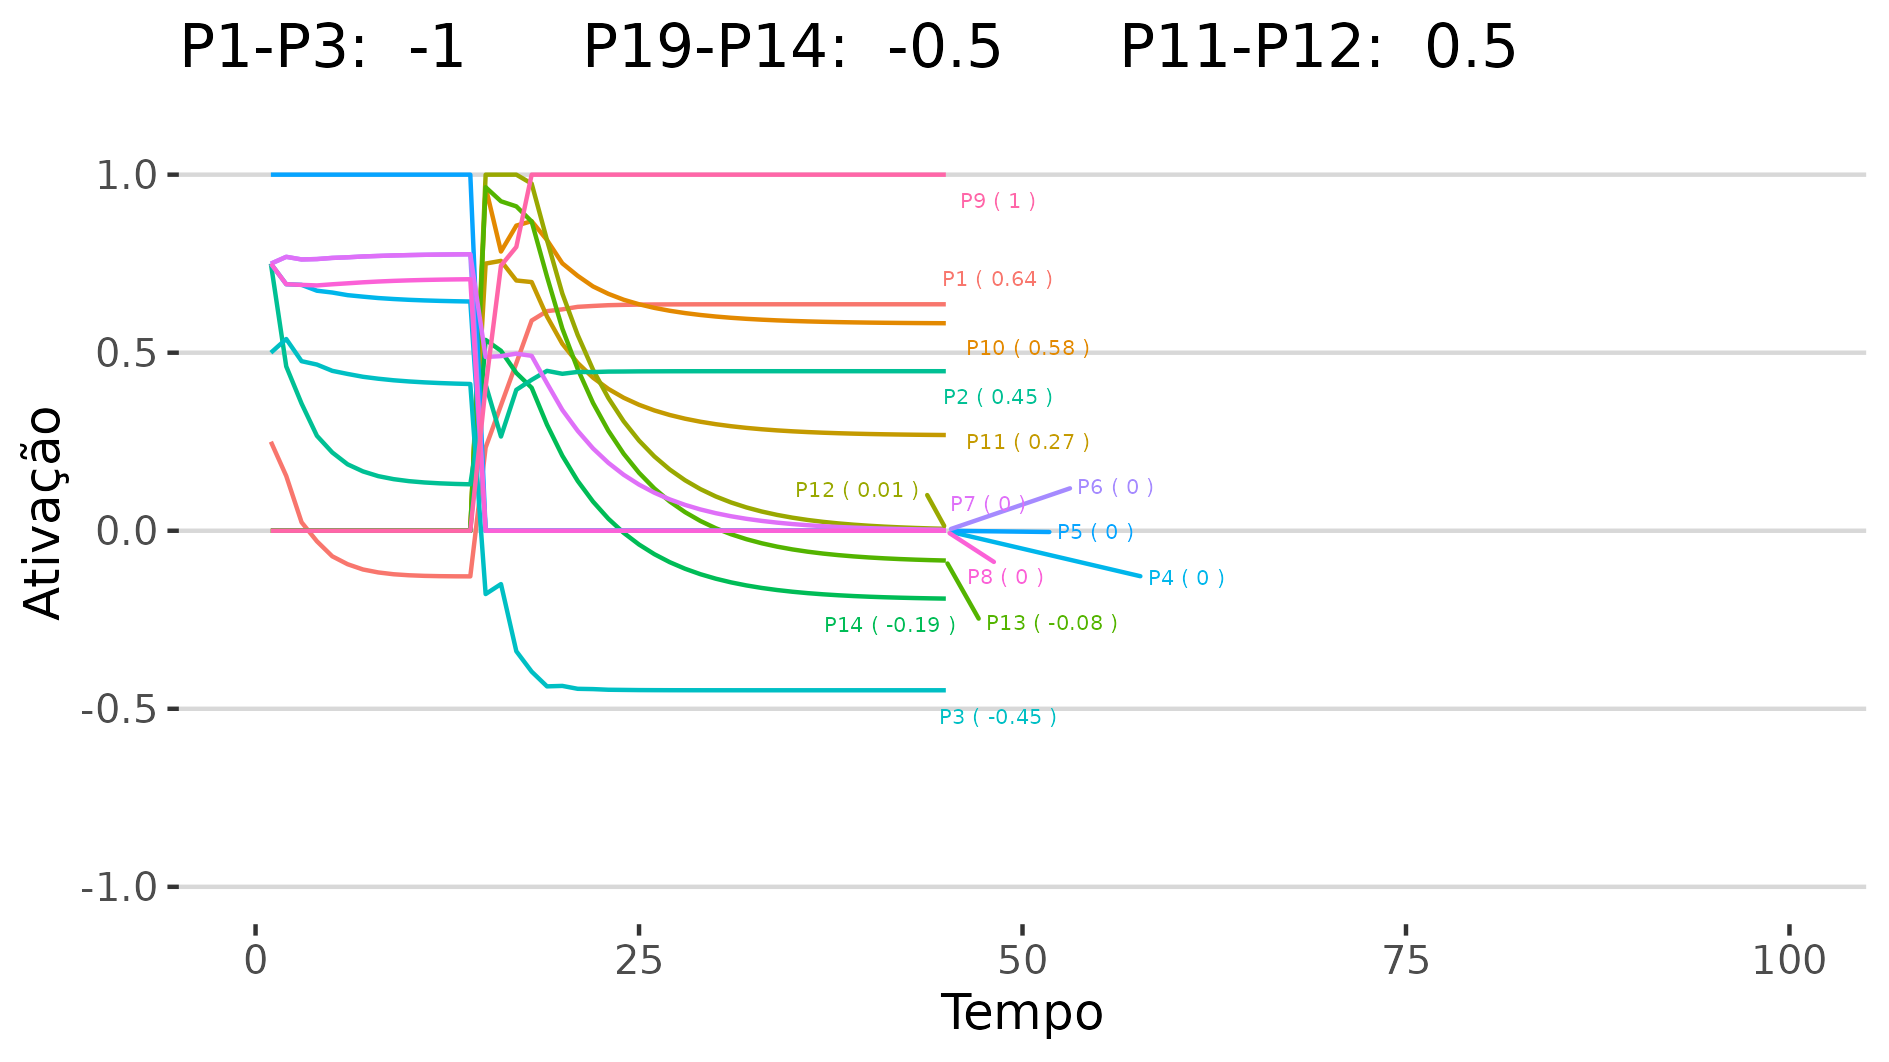 P1-P3:  -1      P19-P14:  -0.5      P11-P12:  0.5
1.0
P9 ( 1 )
P1 ( 0.64 )
0.5
P10 ( 0.58 )
P2 ( 0.45 )
P11 ( 0.27 )
P12 ( 0.01 )
P7 ( 0 )
P6 ( 0 )
0.0
P5 ( 0 )
P8 ( 0 )
P4 ( 0 )
P14 ( -0.19 )
P13 ( -0.08 )
-0.5
P3 ( -0.45 )
-1.0
Ativação
0 25 50 75 100
Tempo